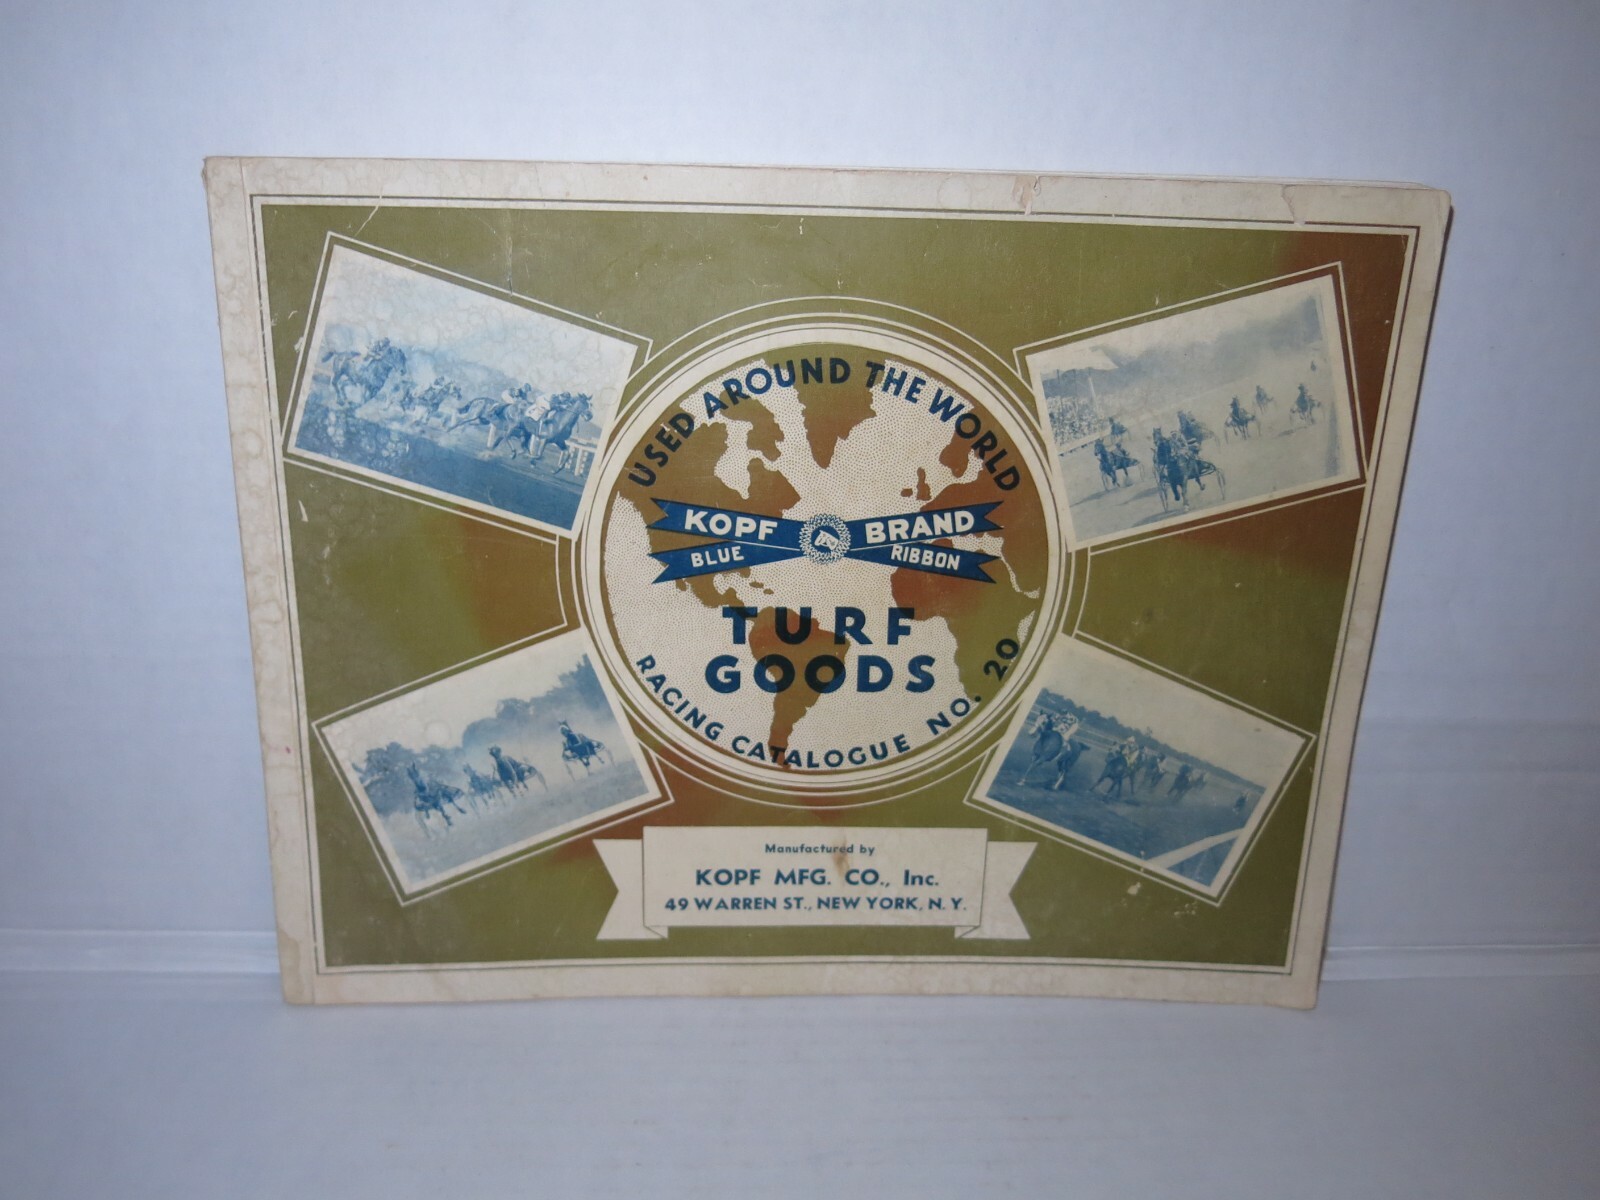 USED AROUND THE WORLD
KOPF BRAND
BLUE RIBBON
TURF
GOODS
RACING CATALOGUE NO. 20
Manufactured by
KOPF MFG. CO., Inc.
49 WARREN ST., NEW YORK, N. Y.